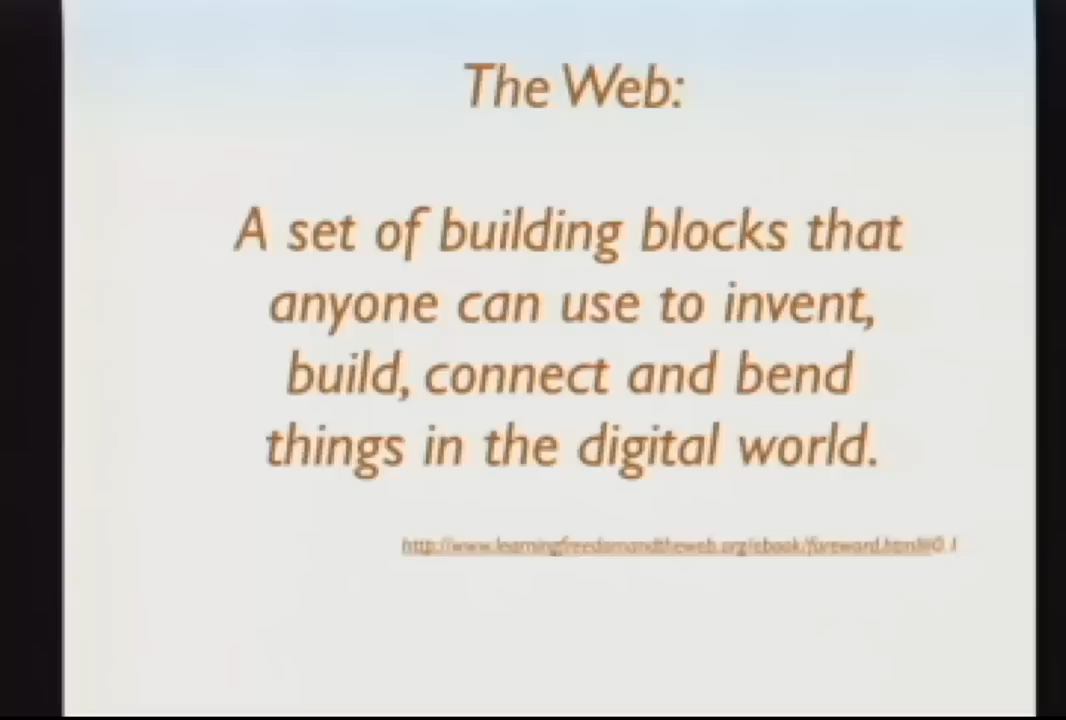 The Web:
A set of building blocks that
anyone can use to invent,
build, connect and bend
things in the digital world.
http://www.learningfreedomandtheweb.org/ebook/foreword.html#0_1